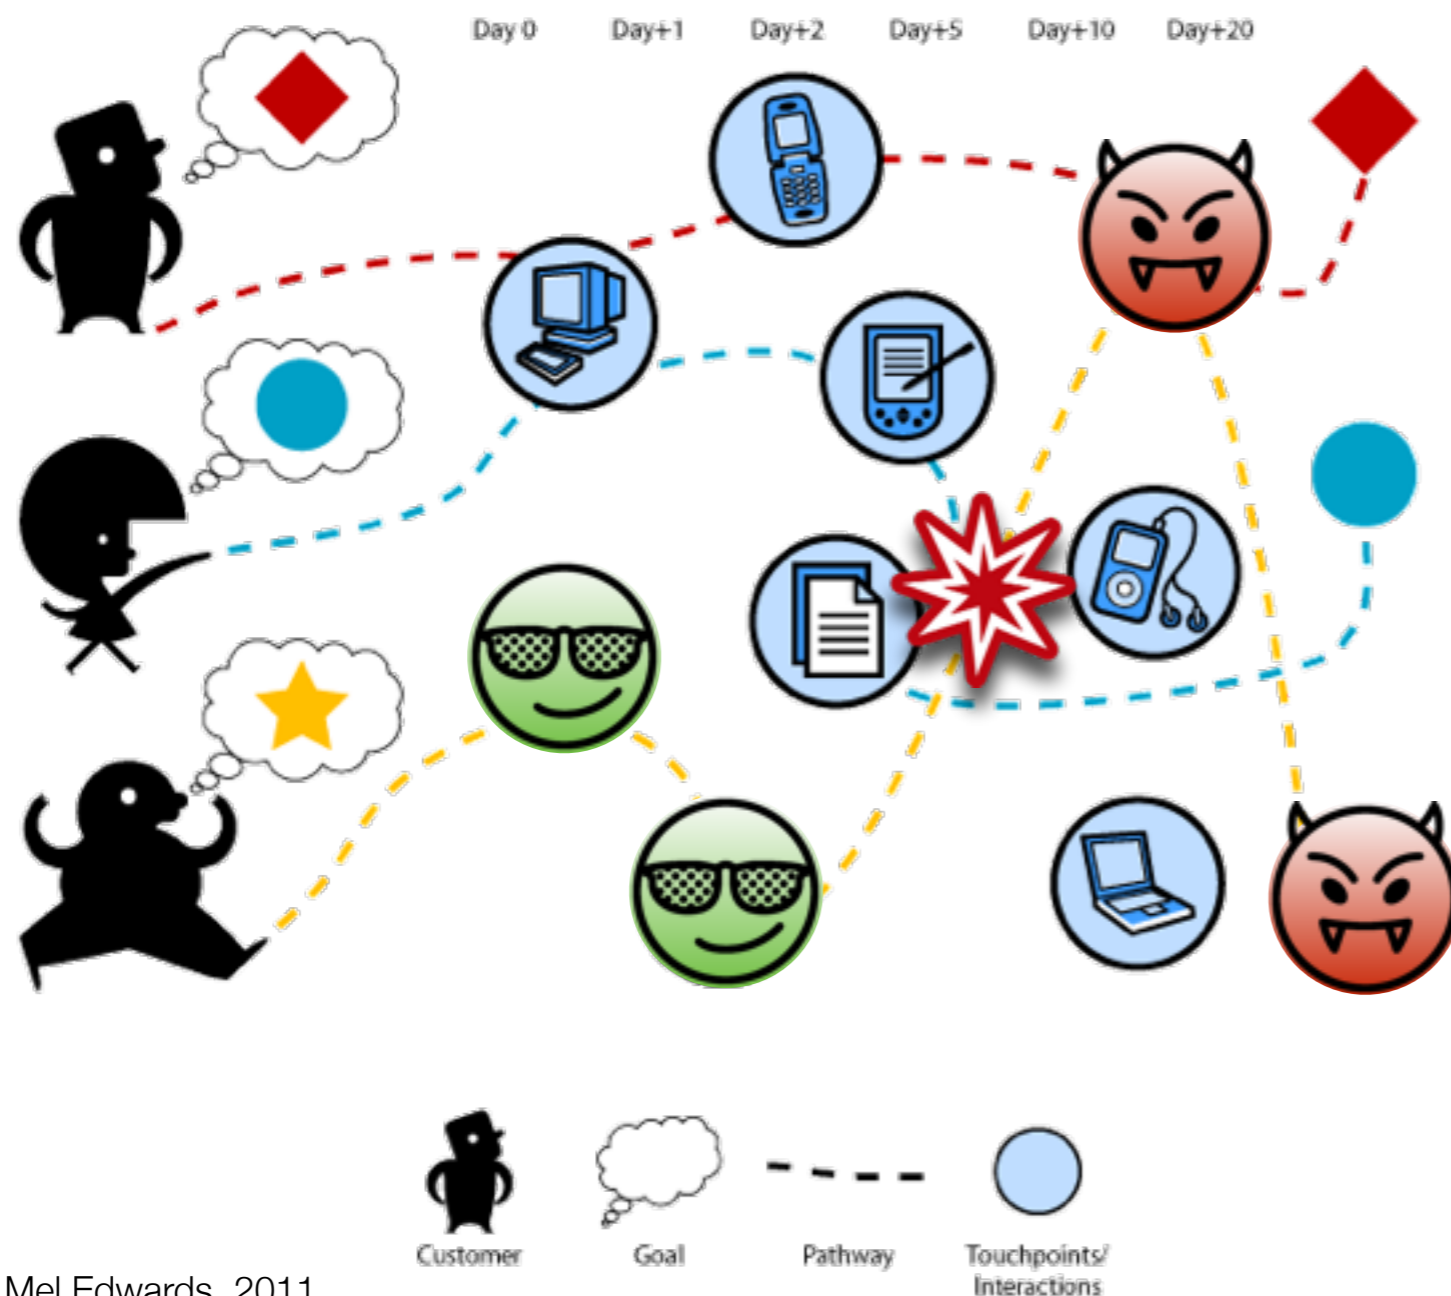 Day 0 Day+1 Day+2 Day+5 Day+10 Day+20
Customer Goal Pathway Touchpoints/
Interactions
Mel Edwards, 2011